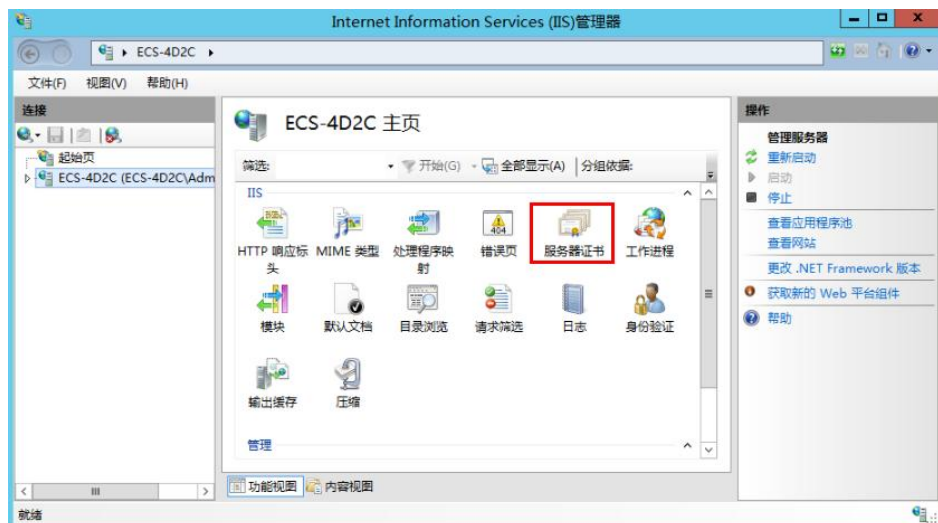 Internet Information Services (IIS)管理器
ECS-4D2C
文件(F) 视图(V) 帮助(H)
连接
起始页
ECS-4D2C (ECS-4D2C\Adm
ECS-4D2C 主页
筛选: 开始(G) 全部显示(A) 分组依据:
IIS
HTTP 响应标头
MIME 类型
处理程序映射
错误页
404
服务器证书
工作进程
模块
默认文档
目录浏览
请求筛选
日志
身份验证
输出缓存
压缩
管理
功能视图 内容视图
操作
管理服务器
重新启动
启动
停止
查看应用程序池
查看网站
更改 .NET Framework 版本
获取新的 Web 平台组件
帮助
就绪